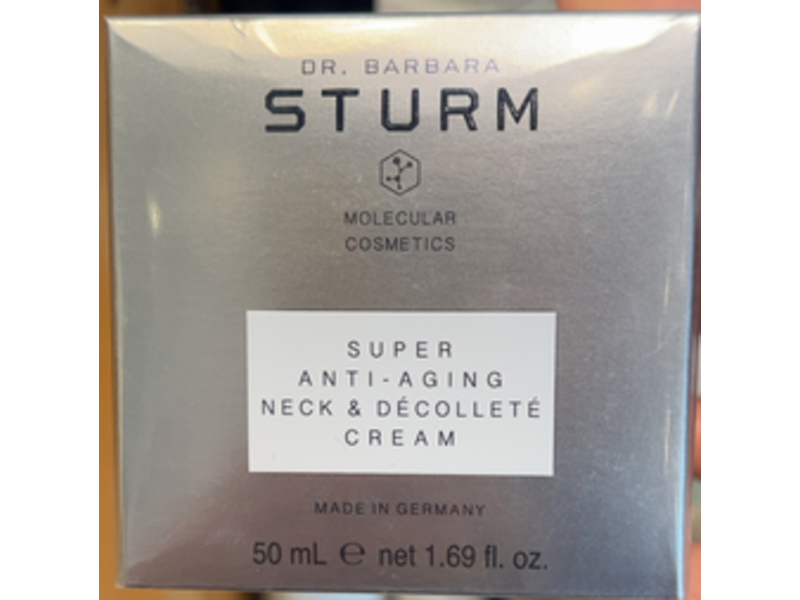 DR. BARBARA
STURM
MOLECULAR
COSMETICS
SUPER
ANTI-AGING
NECK & DÉCOLLETÉ
CREAM
MADE IN GERMANY
50 mL ℮ net 1.69 fl. oz.